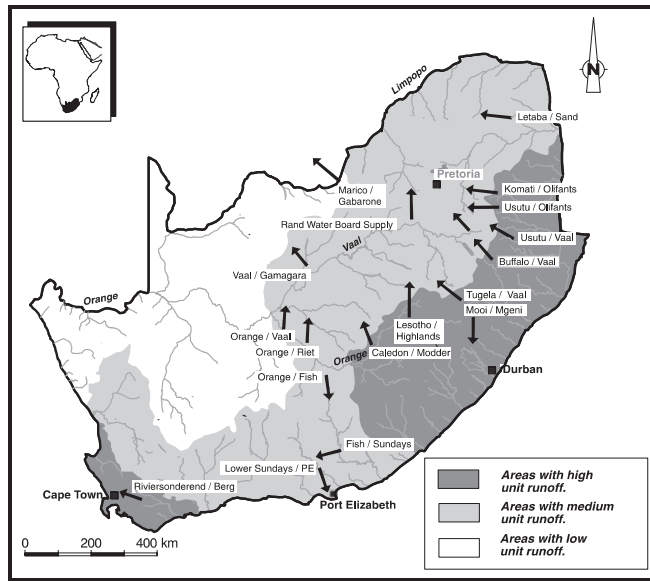 Limpopo
N
Letaba / Sand
Pretoria
Marico /
Gabarone
Komati / Olifants
Usutu / Olifants
Rand Water Board Supply
Usutu / Vaal
Vaal
Buffalo / Vaal
Vaal / Gamagara
Orange
Tugela / Vaal
Mooi / Mgeni
Lesotho /
Highlands
Orange / Vaal
Orange / Riet
Orange
Caledon / Modder
Durban
Orange / Fish
Fish / Sundays
Lower Sundays / PE
Riviersonderend / Berg
Cape Town
Port Elizabeth
Areas with high
unit runoff.
Areas with medium
unit runoff.
Areas with low
unit runoff.
0 200 400 km